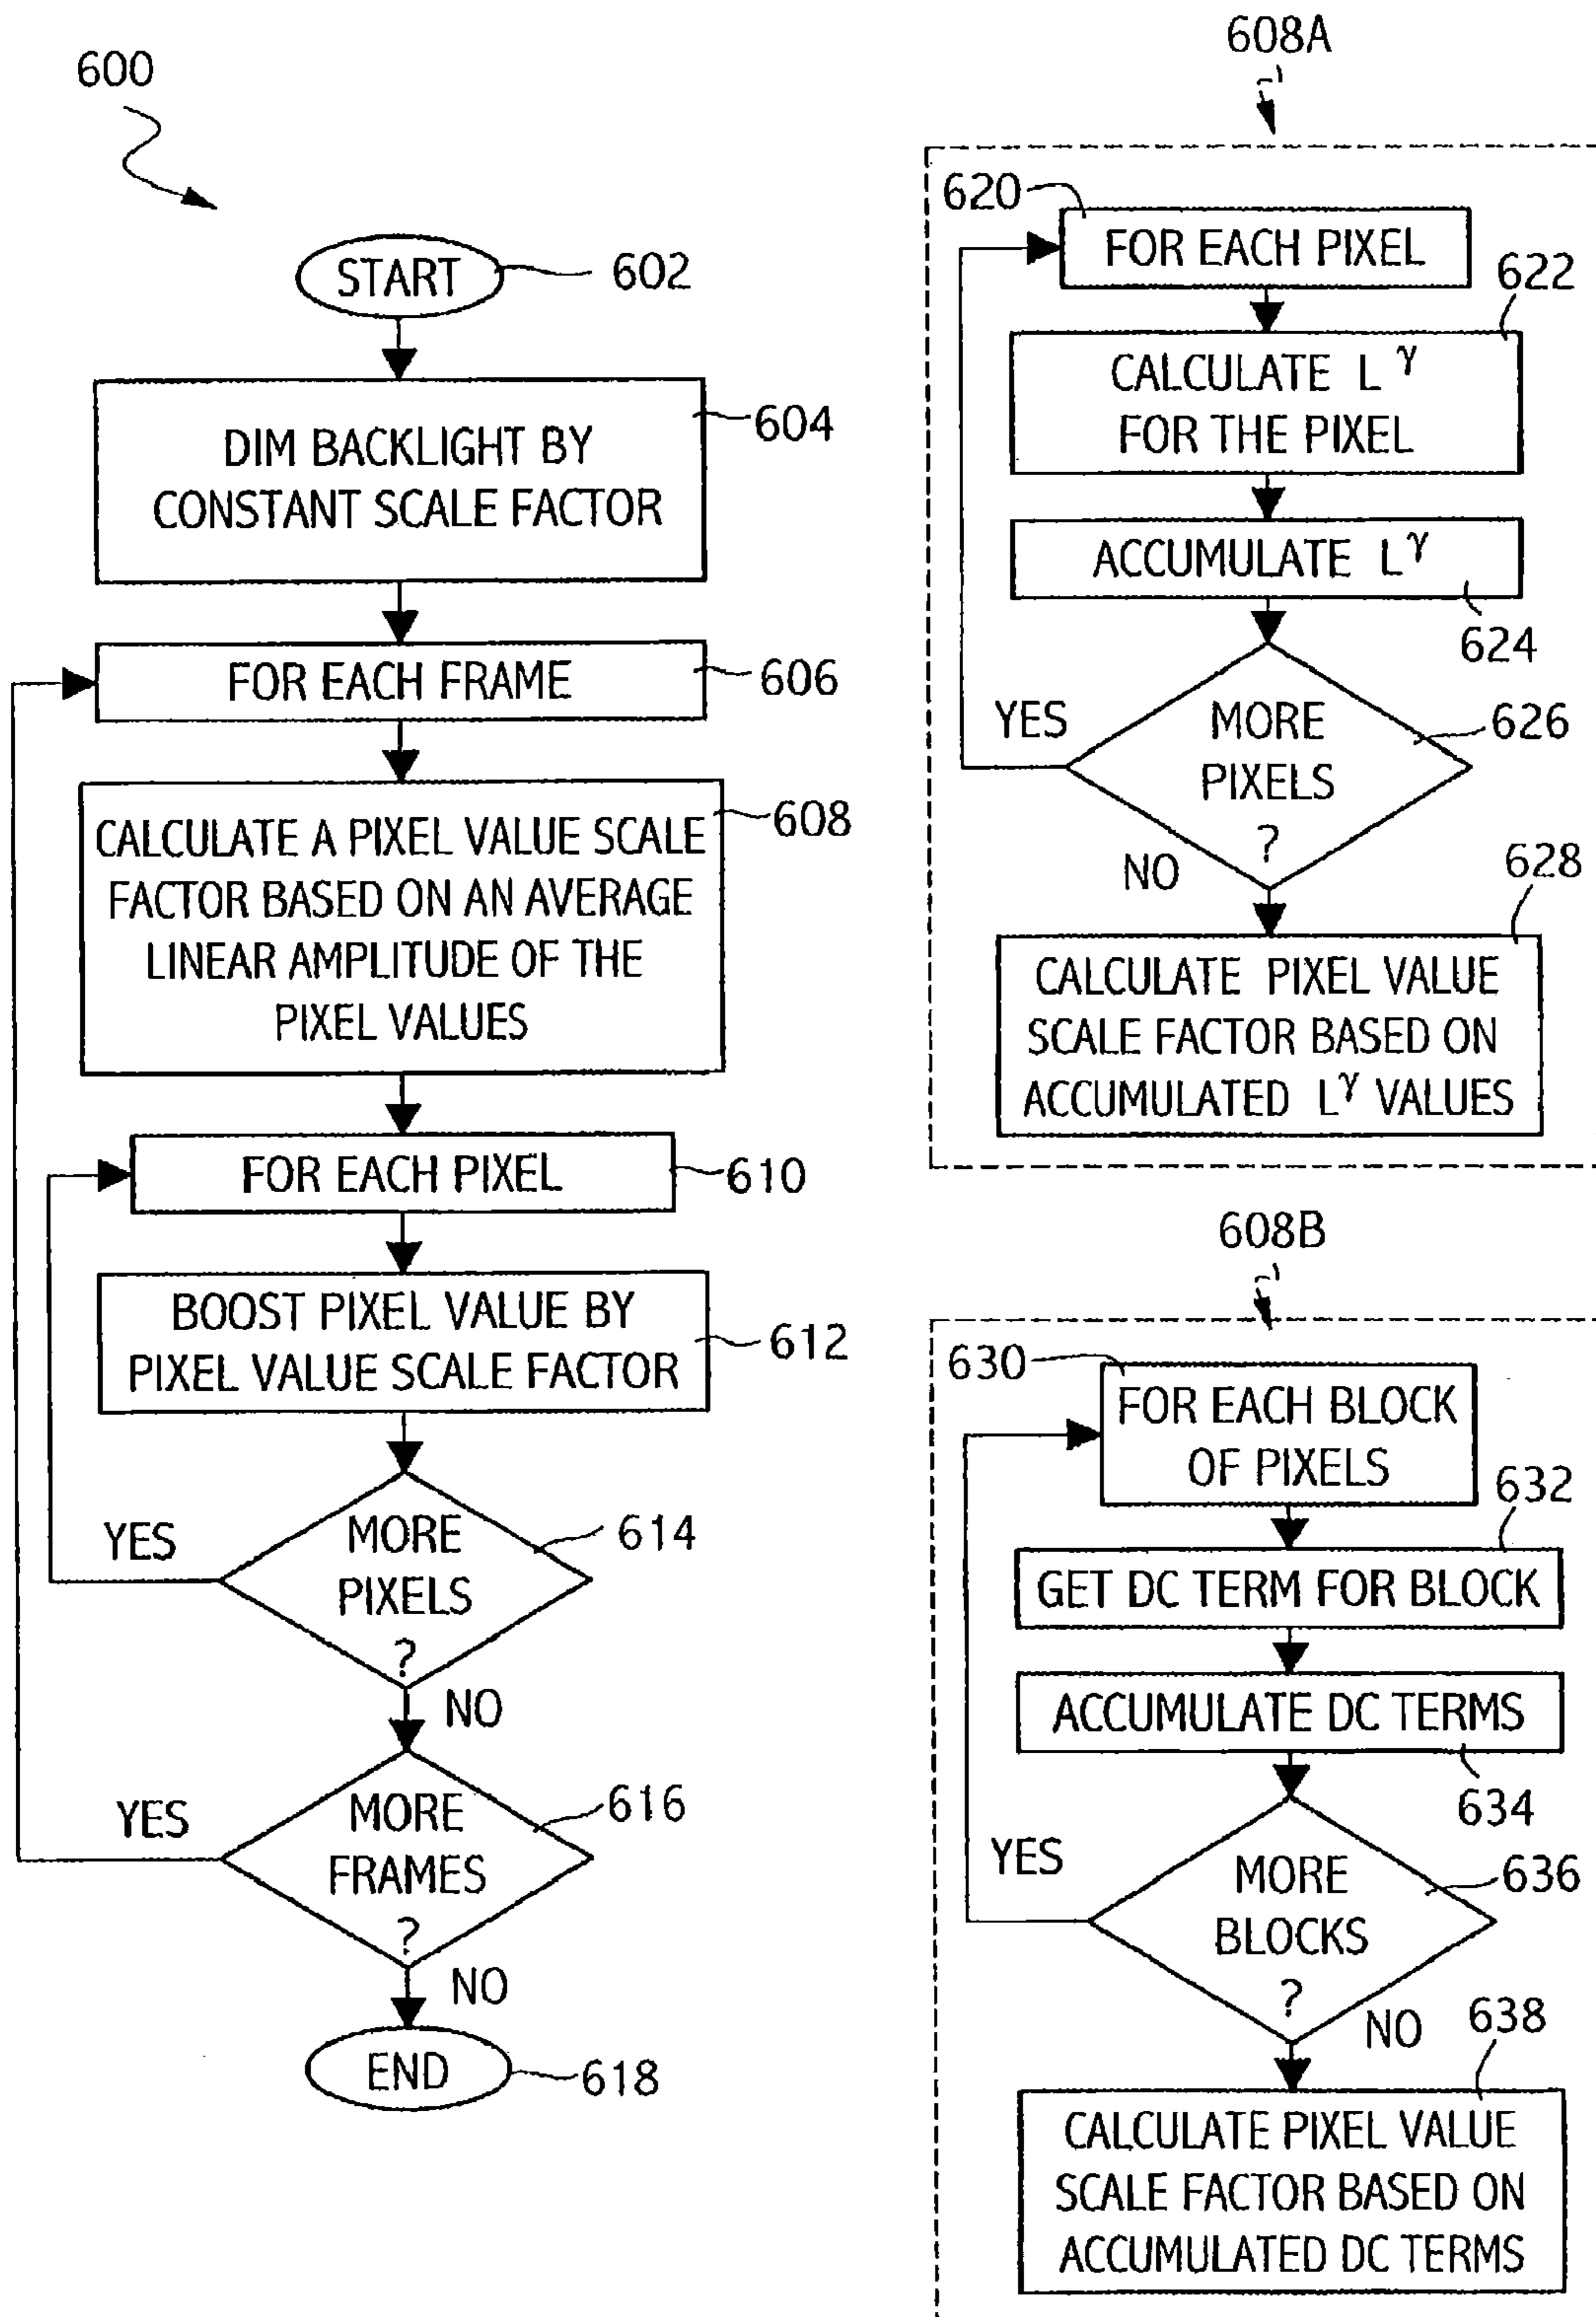 600
START
602
DIM BACKLIGHT BY
CONSTANT SCALE FACTOR
604
FOR EACH FRAME
606
CALCULATE A PIXEL VALUE SCALE
FACTOR BASED ON AN AVERAGE
LINEAR AMPLITUDE OF THE
PIXEL VALUES
608
FOR EACH PIXEL
610
BOOST PIXEL VALUE BY
PIXEL VALUE SCALE FACTOR
612
MORE
PIXELS
?
614
YES
NO
MORE
FRAMES
?
616
YES
NO
END
618
608A
620
FOR EACH PIXEL
622
CALCULATE L^γ
FOR THE PIXEL
ACCUMULATE L^γ
624
MORE
PIXELS
?
626
YES
NO
628
CALCULATE PIXEL VALUE
SCALE FACTOR BASED ON
ACCUMULATED L^γ VALUES
608B
630
FOR EACH BLOCK
OF PIXELS
632
GET DC TERM FOR BLOCK
ACCUMULATE DC TERMS
634
MORE
BLOCKS
?
636
YES
NO
638
CALCULATE PIXEL VALUE
SCALE FACTOR BASED ON
ACCUMULATED DC TERMS